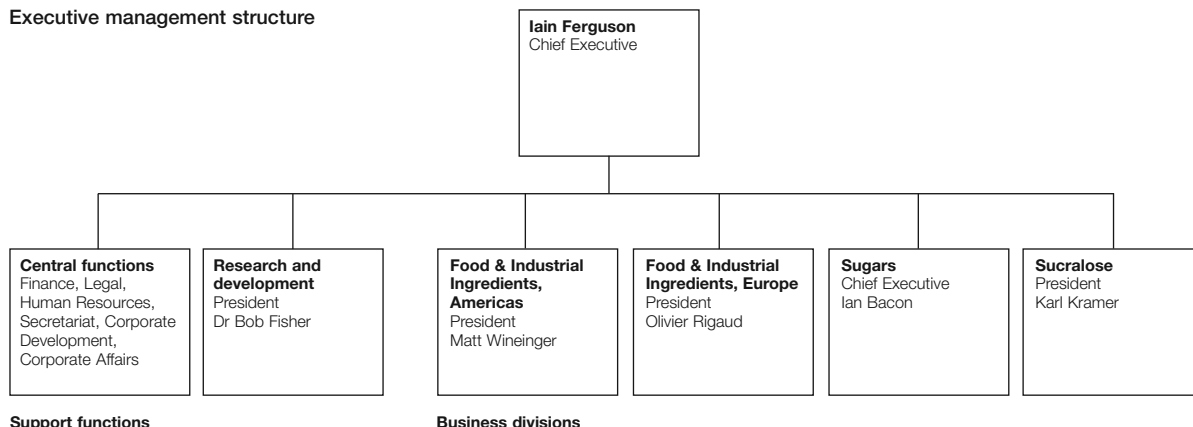 Executive management structure
Iain Ferguson
Chief Executive
Central functions
Finance, Legal,
Human Resources,
Secretariat, Corporate
Development,
Corporate Affairs
Research and
development
President
Dr Bob Fisher
Food & Industrial
Ingredients,
Americas
President
Matt Wineinger
Food & Industrial
Ingredients, Europe
President
Olivier Rigaud
Sugars
Chief Executive
Ian Bacon
Sucralose
President
Karl Kramer
Support functions
Business divisions